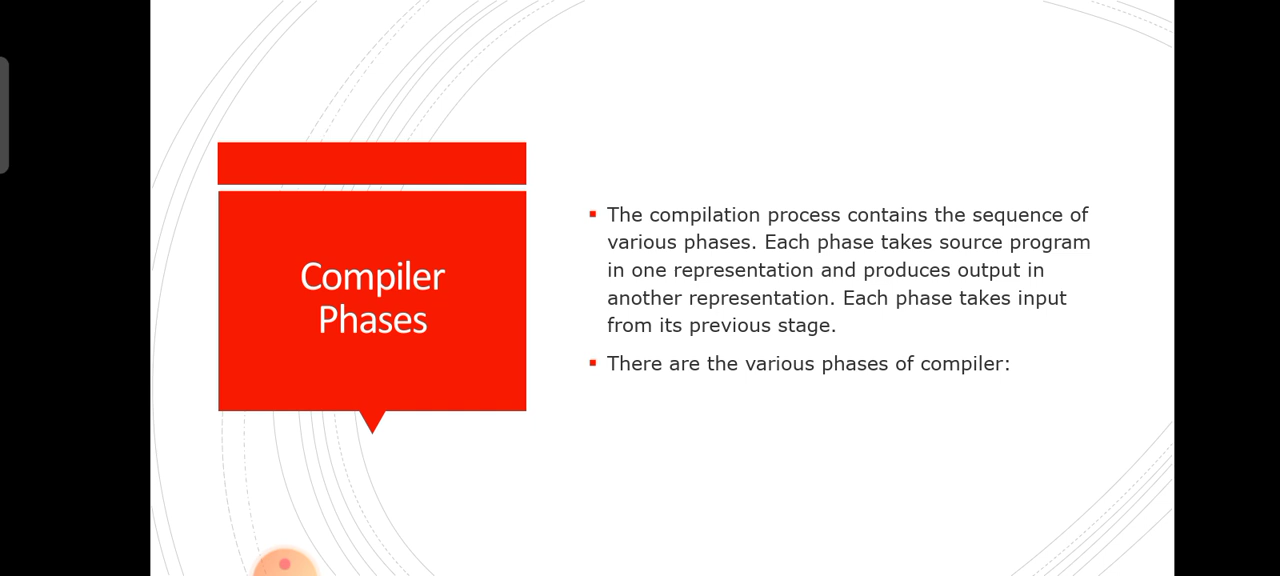 Compiler
Phases
The compilation process contains the sequence of
various phases. Each phase takes source program
in one representation and produces output in
another representation. Each phase takes input
from its previous stage.
There are the various phases of compiler: